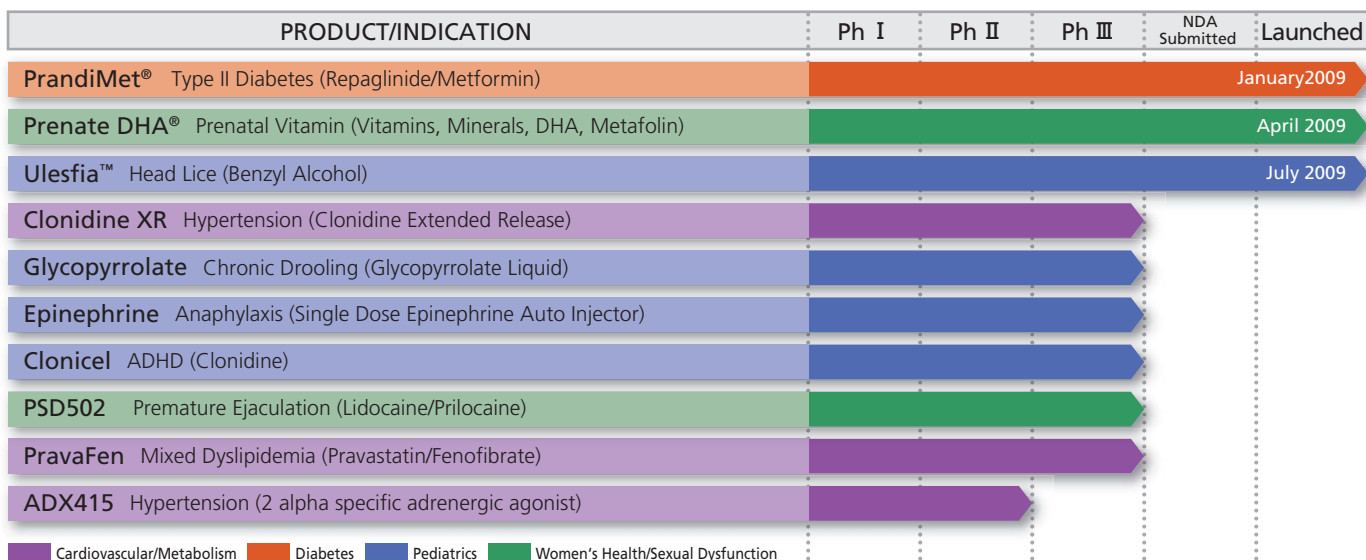 PRODUCT/INDICATION Ph Ⅰ Ph Ⅱ Ph Ⅲ NDA Submitted Launched
PrandiMet® Type II Diabetes (Repaglinide/Metformin) January2009
Prenate DHA® Prenatal Vitamin (Vitamins, Minerals, DHA, Metafolin) April 2009
Ulesfia™ Head Lice (Benzyl Alcohol) July 2009
Clonidine XR Hypertension (Clonidine Extended Release)
Glycopyrrolate Chronic Drooling (Glycopyrrolate Liquid)
Epinephrine Anaphylaxis (Single Dose Epinephrine Auto Injector)
Clonicel ADHD (Clonidine)
PSD502 Premature Ejaculation (Lidocaine/Prilocaine)
PravaFen Mixed Dyslipidemia (Pravastatin/Fenofibrate)
ADX415 Hypertension (2 alpha specific adrenergic agonist)
Cardiovascular/Metabolism Diabetes Pediatrics Women's Health/Sexual Dysfunction